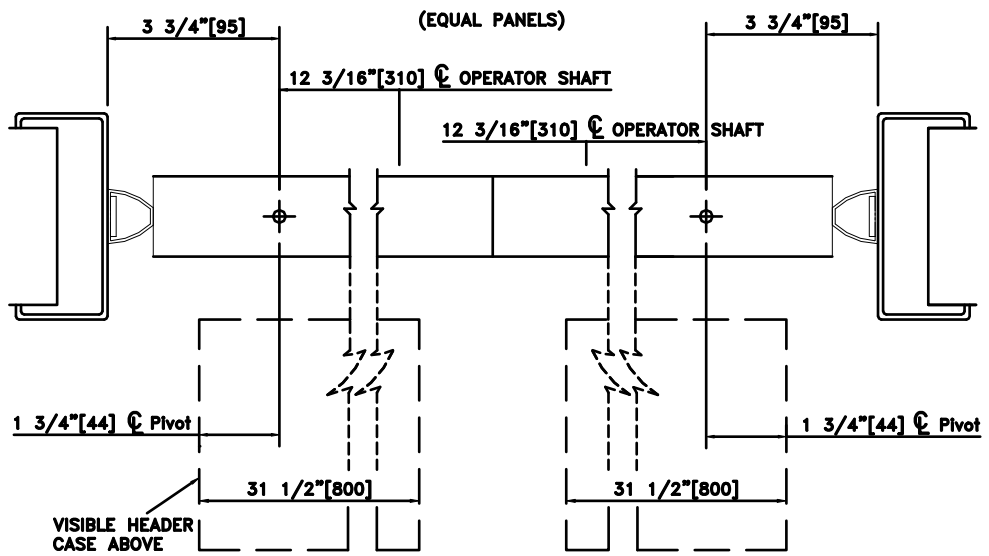 3 3/4"[95]
(EQUAL PANELS)
3 3/4"[95]
12 3/16"[310] ℄ OPERATOR SHAFT
12 3/16"[310] ℄ OPERATOR SHAFT
1 3/4"[44] ℄ Pivot
1 3/4"[44] ℄ Pivot
31 1/2"[800]
31 1/2"[800]
VISIBLE HEADER
CASE ABOVE